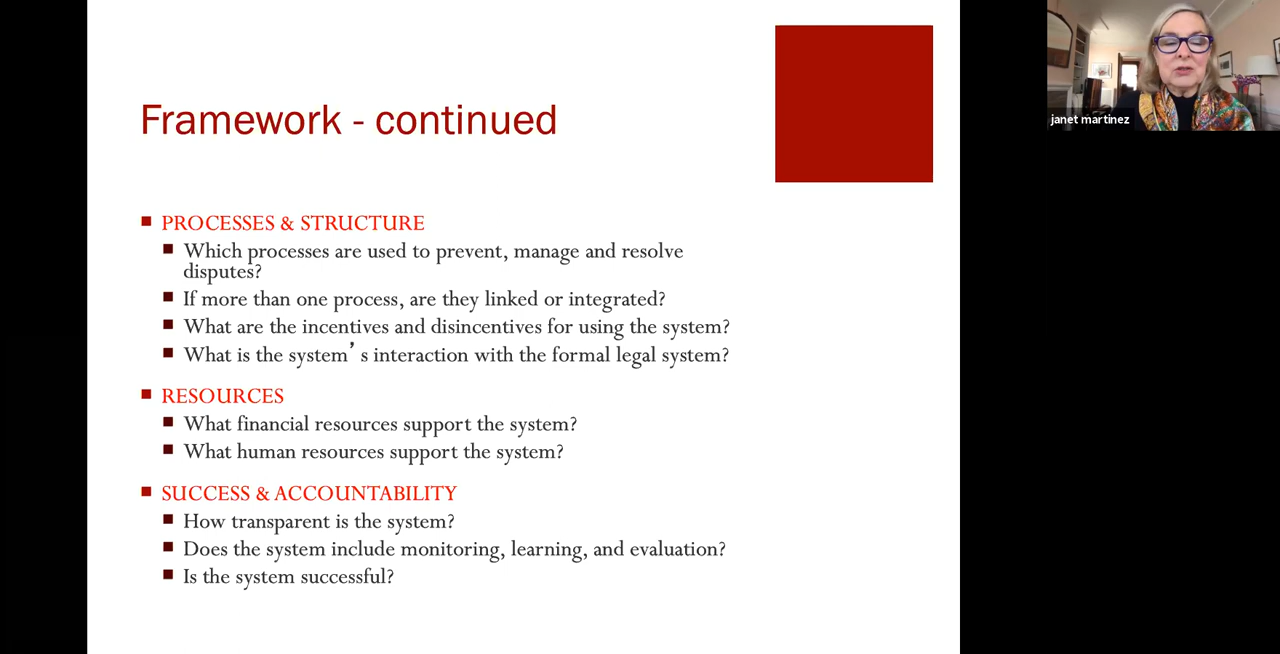 Framework - continued
janet martinez
PROCESSES & STRUCTURE
Which processes are used to prevent, manage and resolve
disputes?
If more than one process, are they linked or integrated?
What are the incentives and disincentives for using the system?
What is the system’s interaction with the formal legal system?
RESOURCES
What financial resources support the system?
What human resources support the system?
SUCCESS & ACCOUNTABILITY
How transparent is the system?
Does the system include monitoring, learning, and evaluation?
Is the system successful?